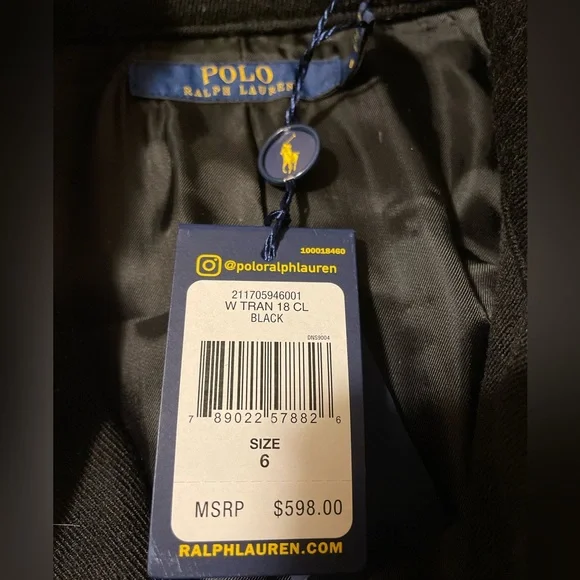 POLO
RALPH LAUREN
100018460
@poloralphlauren
211705946001
W TRAN 18 CL
BLACK
DNS9004
7 89022 57882 6
SIZE
6
MSRP $598.00
RALPHLAUREN.COM